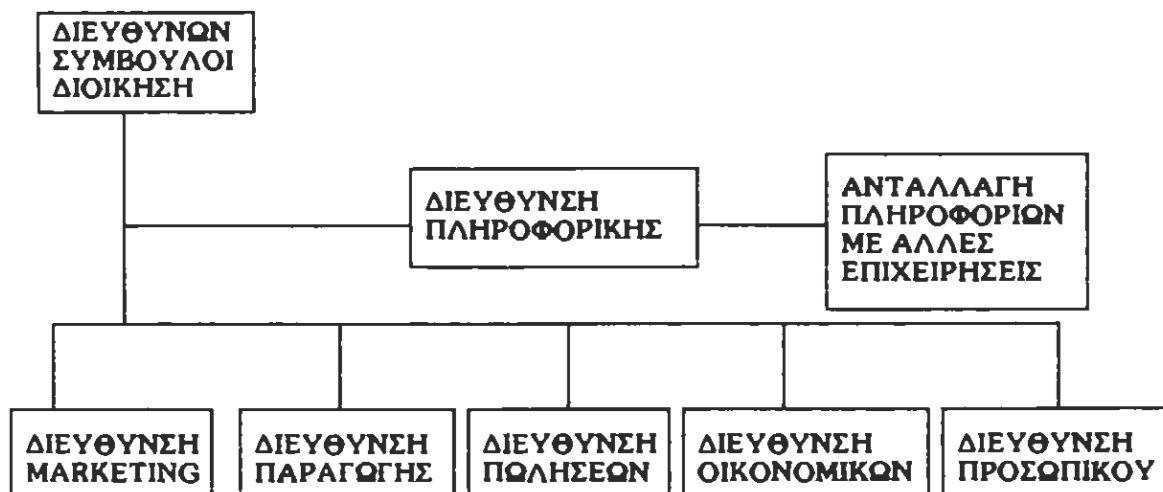 ΔΙΕΥΘΥΝΩΝ
ΣΥΜΒΟΥΛΟΙ
ΔΙΟΙΚΗΣΗ
ΔΙΕΥΘΥΝΣΗ
ΠΛΗΡΟΦΟΡΙΚΗΣ
ΑΝΤΑΛΛΑΓΗ
ΠΛΗΡΟΦΟΡΙΩΝ
ΜΕ ΑΛΛΕΣ
ΕΠΙΧΕΙΡΗΣΕΙΣ
ΔΙΕΥΘΥΝΣΗ
MARKETING
ΔΙΕΥΘΥΝΣΗ
ΠΑΡΑΓΩΓΗΣ
ΔΙΕΥΘΥΝΣΗ
ΠΩΛΗΣΕΩΝ
ΔΙΕΥΘΥΝΣΗ
ΟΙΚΟΝΟΜΙΚΩΝ
ΔΙΕΥΘΥΝΣΗ
ΠΡΟΣΩΠΙΚΟΥ